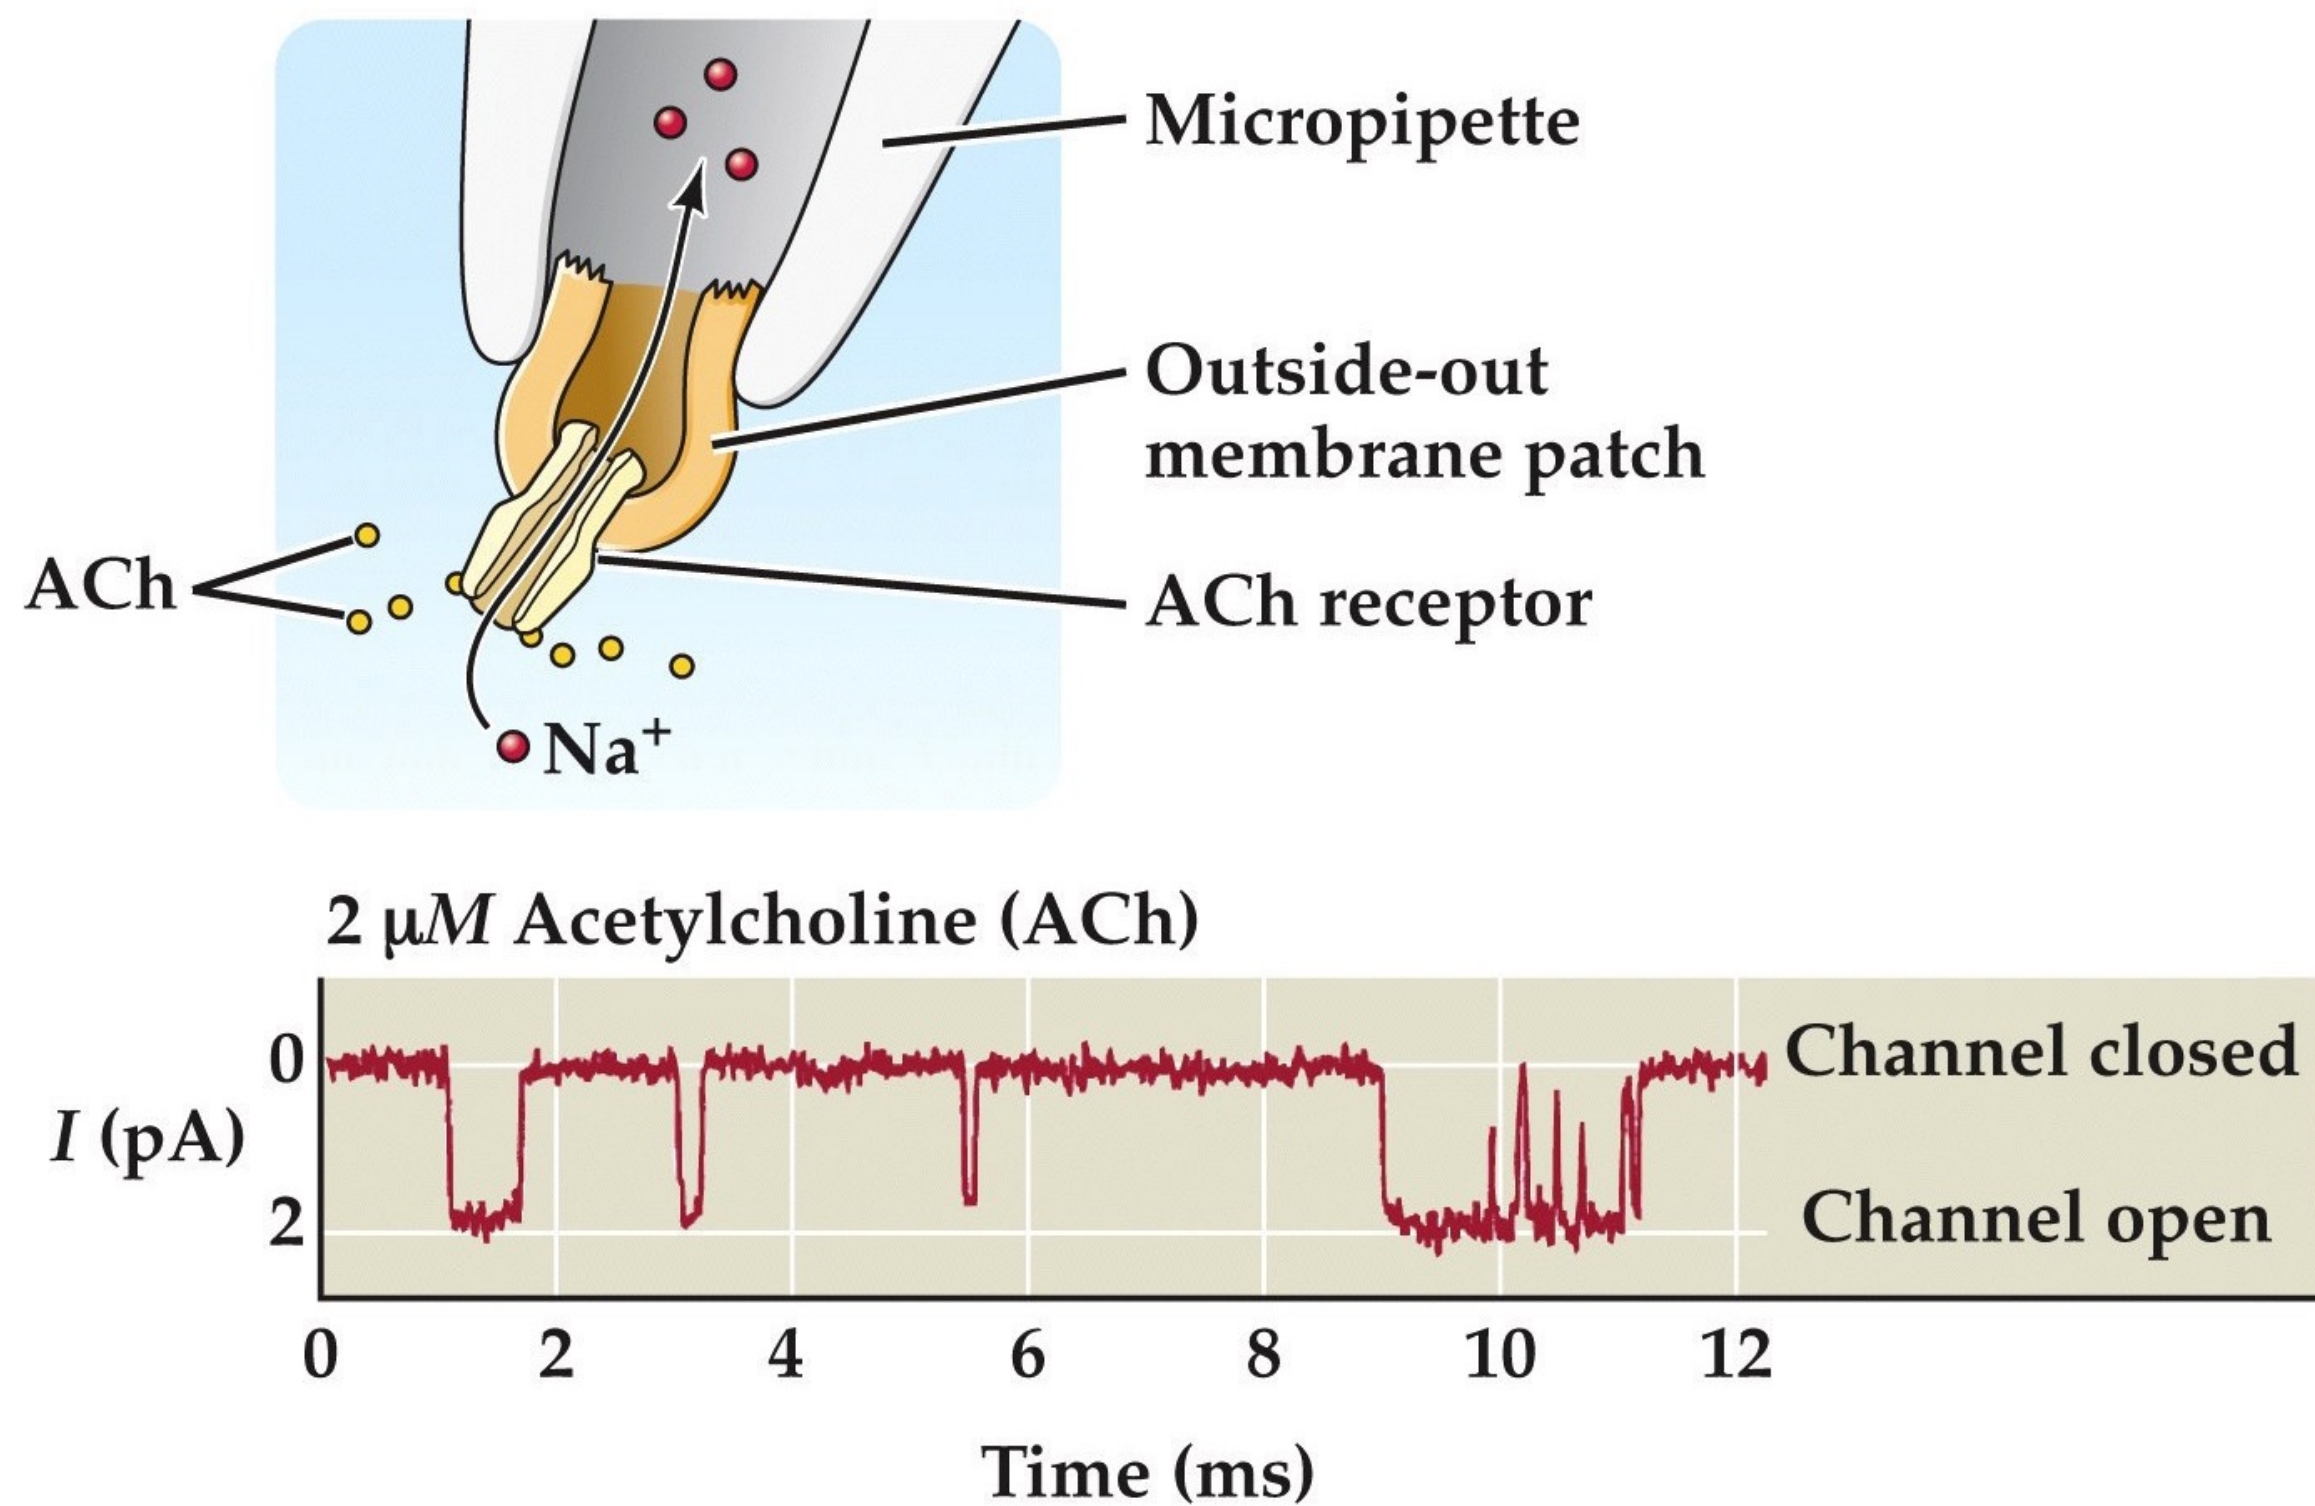 Micropipette
Outside-out
membrane patch
ACh
ACh receptor
Na⁺
2 μM Acetylcholine (ACh)
0
Channel closed
I (pA)
2
Channel open
0 2 4 6 8 10 12
Time (ms)